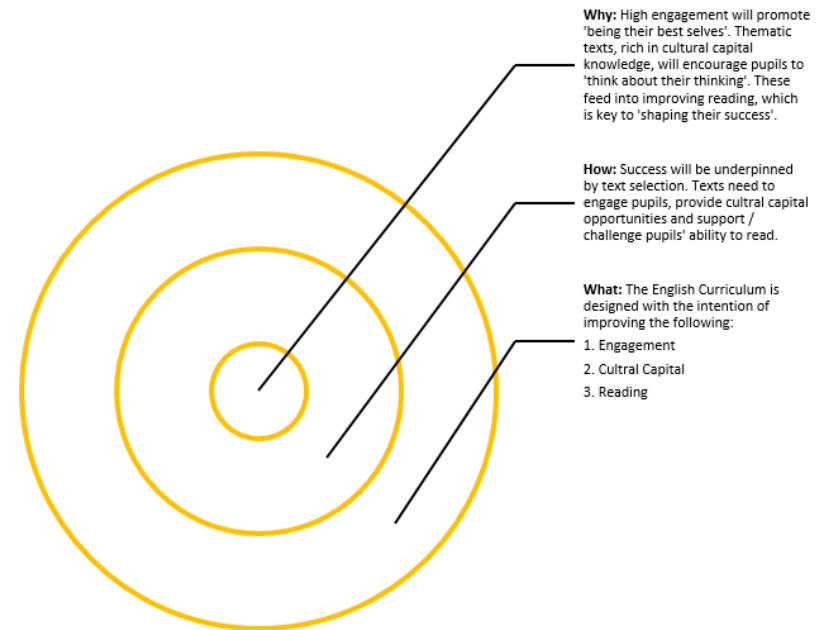 Why: High engagement will promote
'being their best selves'. Thematic
texts, rich in cultural capital
knowledge, will encourage pupils to
'think about their thinking'. These
feed into improving reading, which
is key to 'shaping their success'.
How: Success will be underpinned
by text selection. Texts need to
engage pupils, provide cultral capital
opportunities and support /
challenge pupils' ability to read.
What: The English Curriculum is
designed with the intention of
improving the following:
1. Engagement
2. Cultral Capital
3. Reading